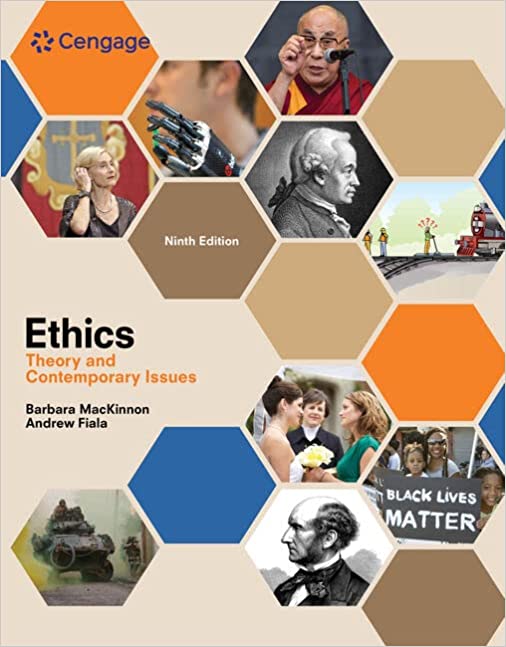 Cengage
Ninth Edition
Ethics
Theory and
Contemporary Issues
Barbara MacKinnon
Andrew Fiala
????
BLACK LIVES
MATTER